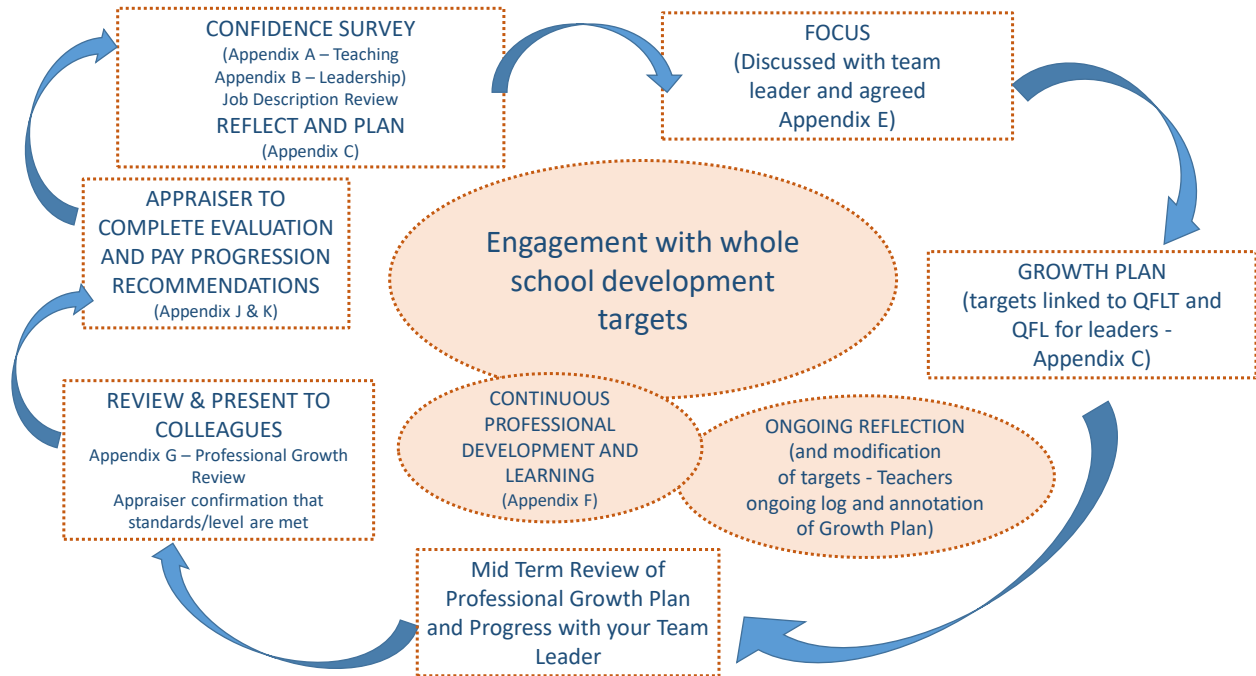 CONFIDENCE SURVEY
(Appendix A – Teaching
Appendix B – Leadership)
Job Description Review
REFLECT AND PLAN
(Appendix C)
FOCUS
(Discussed with team
leader and agreed
Appendix E)
GROWTH PLAN
(targets linked to QFLT and
QFL for leaders -
Appendix C)
Engagement with whole
school development
targets
CONTINUOUS
PROFESSIONAL
DEVELOPMENT AND
LEARNING
(Appendix F)
ONGOING REFLECTION
(and modification
of targets - Teachers
ongoing log and annotation
of Growth Plan)
Mid Term Review of
Professional Growth Plan
and Progress with your Team
Leader
REVIEW & PRESENT TO
COLLEAGUES
Appendix G – Professional Growth
Review
Appraiser confirmation that
standards/level are met
APPRAISER TO
COMPLETE EVALUATION
AND PAY PROGRESSION
RECOMMENDATIONS
(Appendix J & K)